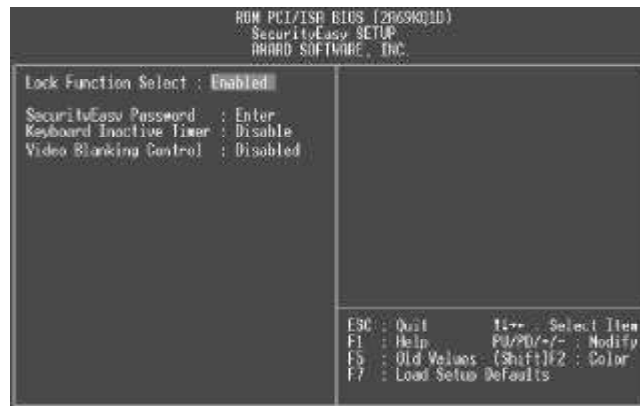 ROM PCI/ISA BIOS (2A69KQ1D)
SecurityEasy SETUP
AWARD SOFTWARE, INC.
Lock Function Select : Enabled
SecurityEasy Password : Enter
Keyboard Inactive Timer : Disable
Video Blanking Control : Disabled
ESC : Quit ↑↓→← Select Item
F1 : Help PU/PD/+/- : Modify
F5 : Old Values (Shift)F2 : Color
F7 : Load Setup Defaults